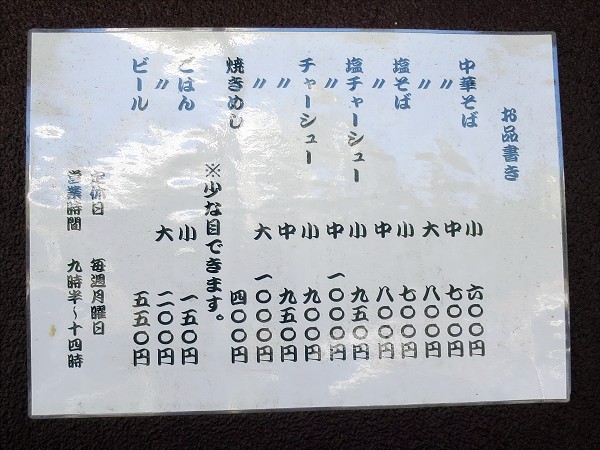 お品書き
中華そば 小 六〇〇円
〃 中 七〇〇円
〃 大 八〇〇円
塩そば 小 七〇〇円
〃 中 八〇〇円
塩チャーシュー 小 九五〇円
〃 中 一〇〇〇円
チャーシュー 小 九〇〇円
〃 中 九五〇円
〃 大 一〇〇〇円
焼きめし 四〇〇円
※少な目できます。
ごはん 小 一五〇円
〃 大 二〇〇円
ビール 五五〇円
定休日 毎週月曜日
営業時間 九時半～十四時